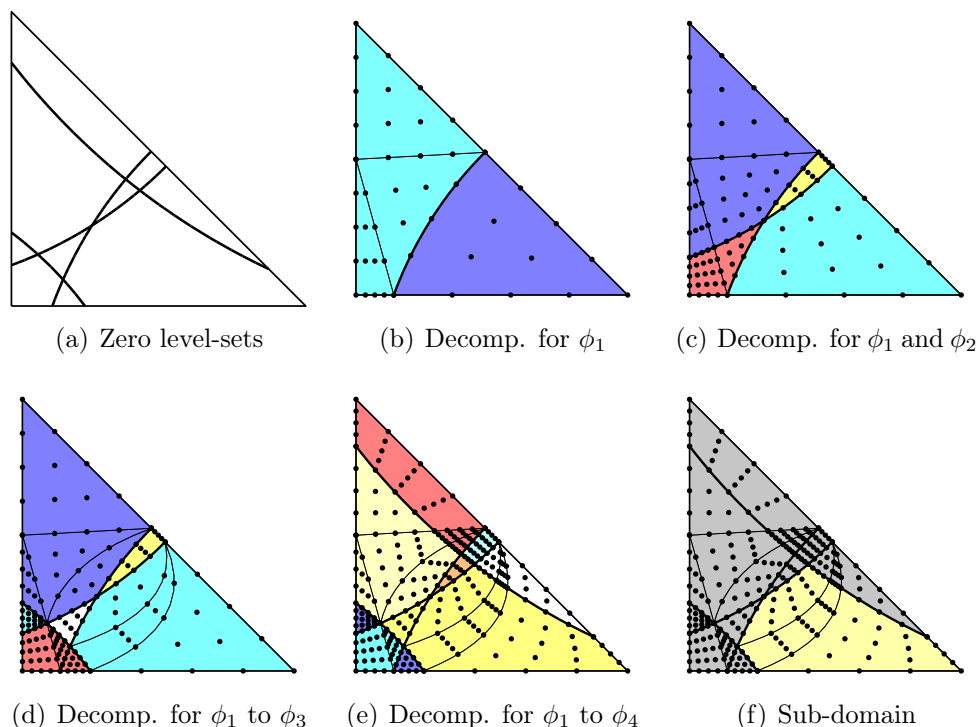 (a) Zero level-sets
(b) Decomp. for ϕ₁
(c) Decomp. for ϕ₁ and ϕ₂
(d) Decomp. for ϕ₁ to ϕ₃
(e) Decomp. for ϕ₁ to ϕ₄
(f) Sub-domain